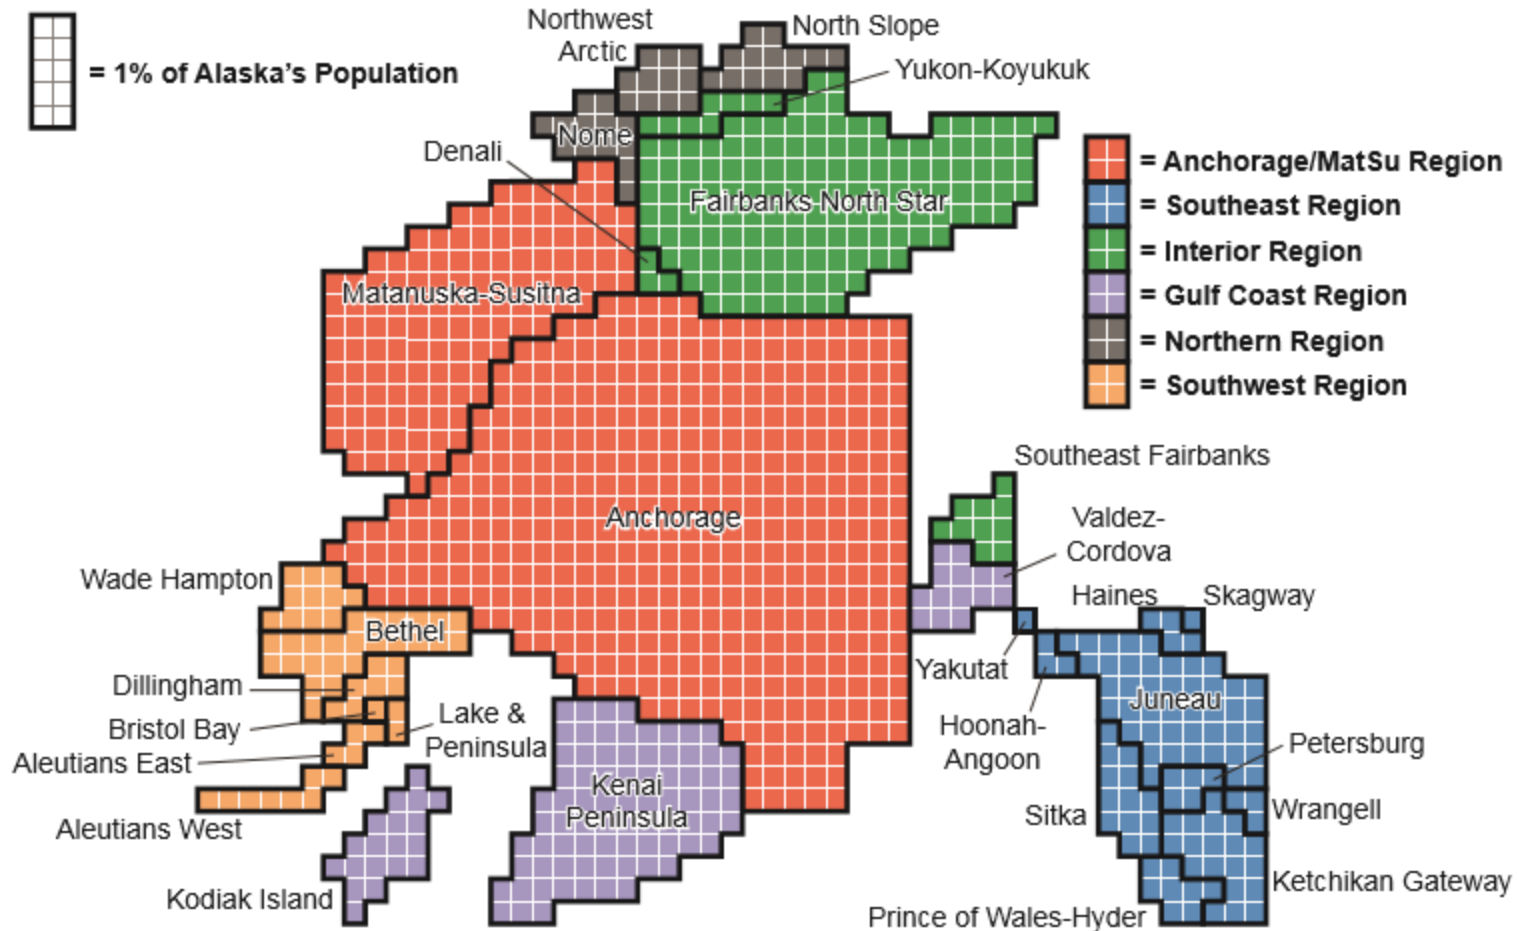 Northwest
Arctic
North Slope
= 1% of Alaska's Population
Yukon-Koyukuk
Nome
Denali
= Anchorage/MatSu Region
Fairbanks North Star
= Southeast Region
= Interior Region
Matanuska-Susitna
= Gulf Coast Region
= Northern Region
= Southwest Region
Southeast Fairbanks
Anchorage
Valdez-
Cordova
Wade Hampton
Haines
Skagway
Bethel
Yakutat
Dillingham
Juneau
Bristol Bay
Lake &
Peninsula
Hoonah-
Angoon
Petersburg
Aleutians East
Kenai
Peninsula
Wrangell
Sitka
Aleutians West
Ketchikan Gateway
Kodiak Island
Prince of Wales-Hyder